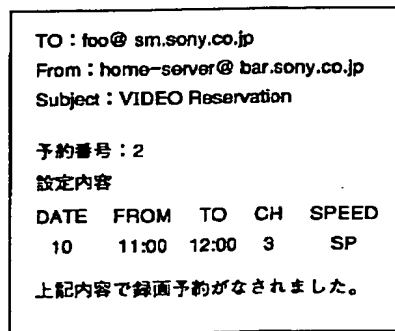 TO：foo@ sm.sony.co.jp
From：home-server@ bar.sony.co.jp
Subject：VIDEO Reservation
予約番号：2
設定内容
DATE FROM TO CH SPEED
10 11:00 12:00 3 SP
上記内容で録画予約がなされました。